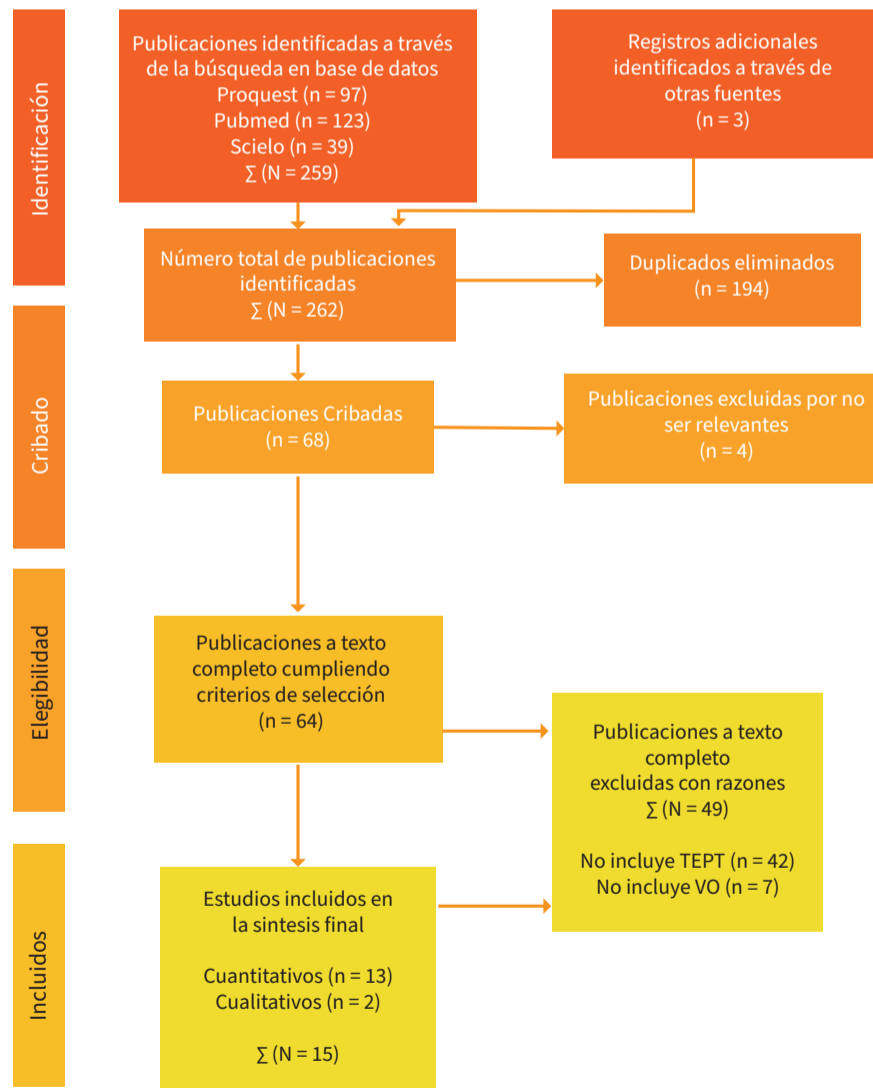 Identificación
Publicaciones identificadas a través
de la búsqueda en base de datos
Proquest (n = 97)
Pubmed (n = 123)
Scielo (n = 39)
∑ (N = 259)
Registros adicionales
identificados a través de
otras fuentes
(n = 3)
Número total de publicaciones
identificadas
∑ (N = 262)
Duplicados eliminados
(n = 194)
Cribado
Publicaciones Cribadas
(n = 68)
Publicaciones excluidas por no
ser relevantes
(n = 4)
Elegibilidad
Publicaciones a texto
completo cumpliendo
criterios de selección
(n = 64)
Publicaciones a texto
completo
excluidas con razones
∑ (N = 49)
No incluye TEPT (n = 42)
No incluye VO (n = 7)
Incluidos
Estudios incluidos en
la sintesis final
Cuantitativos (n = 13)
Cualitativos (n = 2)
∑ (N = 15)